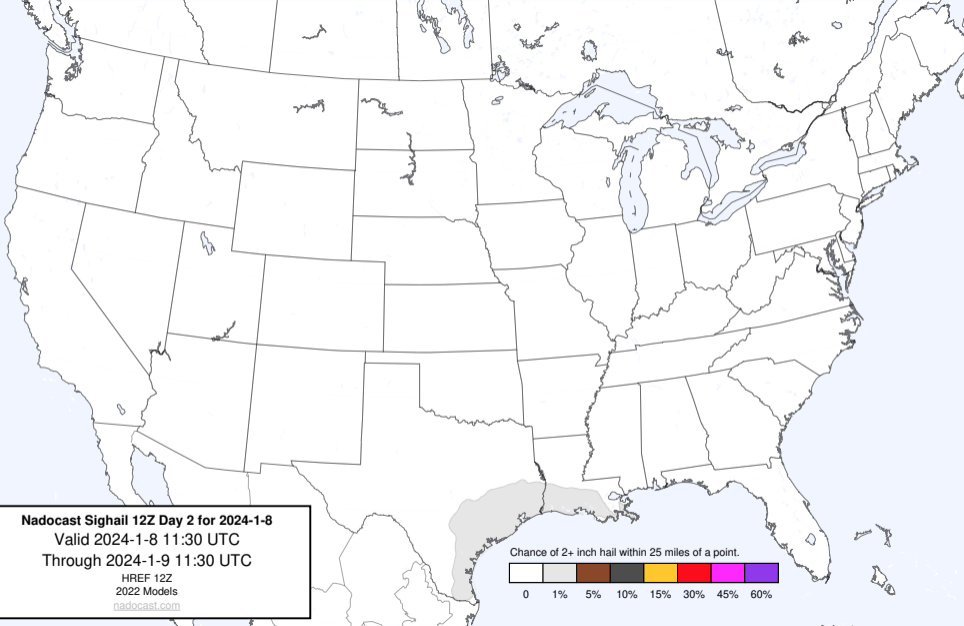 Nadocast Sighail 12Z Day 2 for 2024-1-8
Valid 2024-1-8 11:30 UTC
Through 2024-1-9 11:30 UTC
HREF 12Z
2022 Models
nadocast.com
Chance of 2+ inch hail within 25 miles of a point.
0 1% 5% 10% 15% 30% 45% 60%